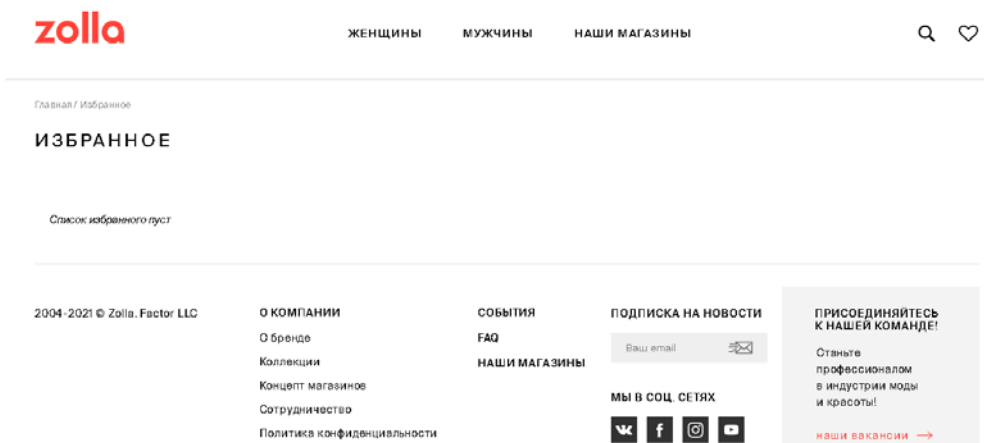 zolla
ЖЕНЩИНЫ МУЖЧИНЫ НАШИ МАГАЗИНЫ
Главная / Избранное
ИЗБРАННОЕ
Список избранного пуст
2004-2021 © Zolla. Factor LLC
О КОМПАНИИ
О бренде
Коллекции
Концепт магазинов
Сотрудничество
Политика конфиденциальности
СОБЫТИЯ
FAQ
НАШИ МАГАЗИНЫ
ПОДПИСКА НА НОВОСТИ
Ваш email
МЫ В СОЦ. СЕТЯХ
ПРИСОЕДИНЯЙТЕСЬ
К НАШЕЙ КОМАНДЕ!
Станьте
профессионалом
в индустрии моды
и красоты!
наши вакансии →